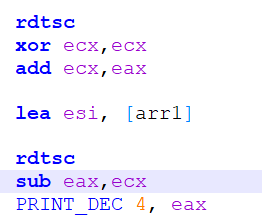 rdtsc
xor ecx,ecx
add ecx,eax
lea esi, [arr1]
rdtsc
sub eax,ecx
PRINT_DEC 4, eax